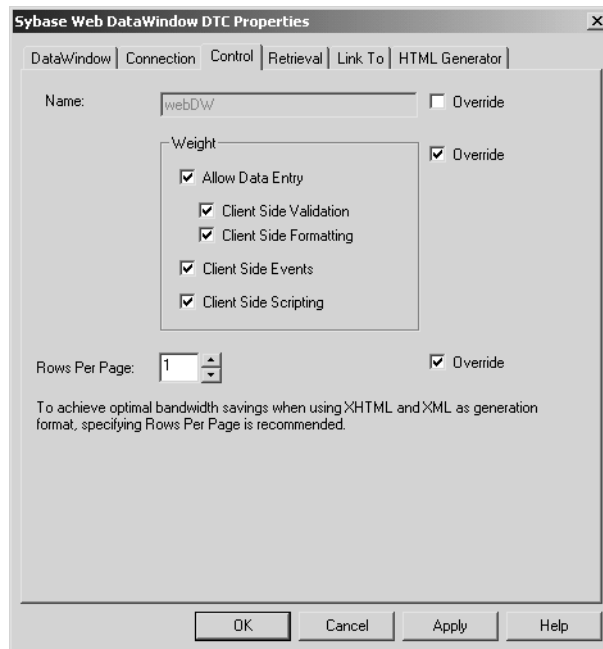 Sybase Web DataWindow DTC Properties
DataWindow Connection Control Retrieval Link To HTML Generator
Name: webDW Override
Weight
Override
Allow Data Entry
Client Side Validation
Client Side Formatting
Client Side Events
Client Side Scripting
Rows Per Page: 1 Override
To achieve optimal bandwidth savings when using XHTML and XML as generation
format, specifying Rows Per Page is recommended.
OK Cancel Apply Help